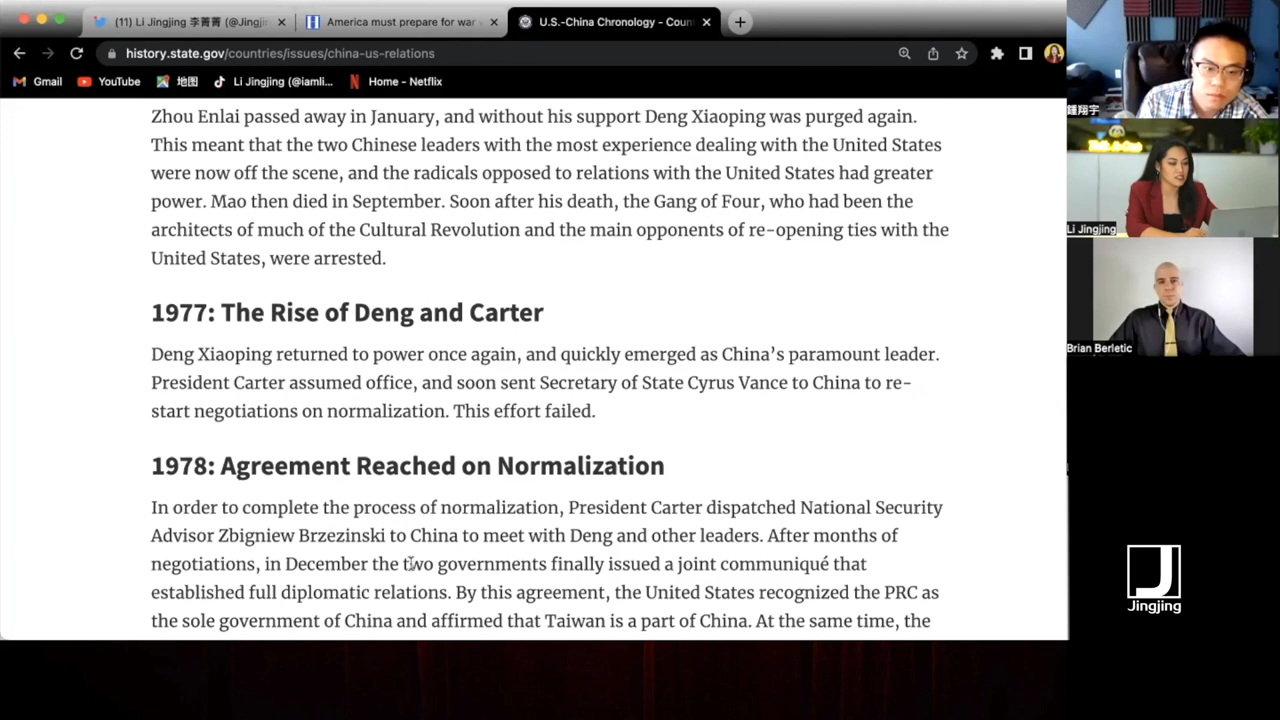 (11) Li Jingjing 李菁菁 (@Jingji
America must prepare for war
U.S.-China Chronology - Coun
history.state.gov/countries/issues/china-us-relations
Gmail
YouTube
地图
Li Jingjing (@iamli...
Home - Netflix
Zhou Enlai passed away in January, and without his support Deng Xiaoping was purged again.
This meant that the two Chinese leaders with the most experience dealing with the United States
were now off the scene, and the radicals opposed to relations with the United States had greater
power. Mao then died in September. Soon after his death, the Gang of Four, who had been the
architects of much of the Cultural Revolution and the main opponents of re-opening ties with the
United States, were arrested.
1977: The Rise of Deng and Carter
Deng Xiaoping returned to power once again, and quickly emerged as China’s paramount leader.
President Carter assumed office, and soon sent Secretary of State Cyrus Vance to China to re-
start negotiations on normalization. This effort failed.
1978: Agreement Reached on Normalization
In order to complete the process of normalization, President Carter dispatched National Security
Advisor Zbigniew Brzezinski to China to meet with Deng and other leaders. After months of
negotiations, in December the two governments finally issued a joint communiqué that
established full diplomatic relations. By this agreement, the United States recognized the PRC as
the sole government of China and affirmed that Taiwan is a part of China. At the same time, the
鍾翔宇
Li Jingjing
Brian Berletic
Jingjing